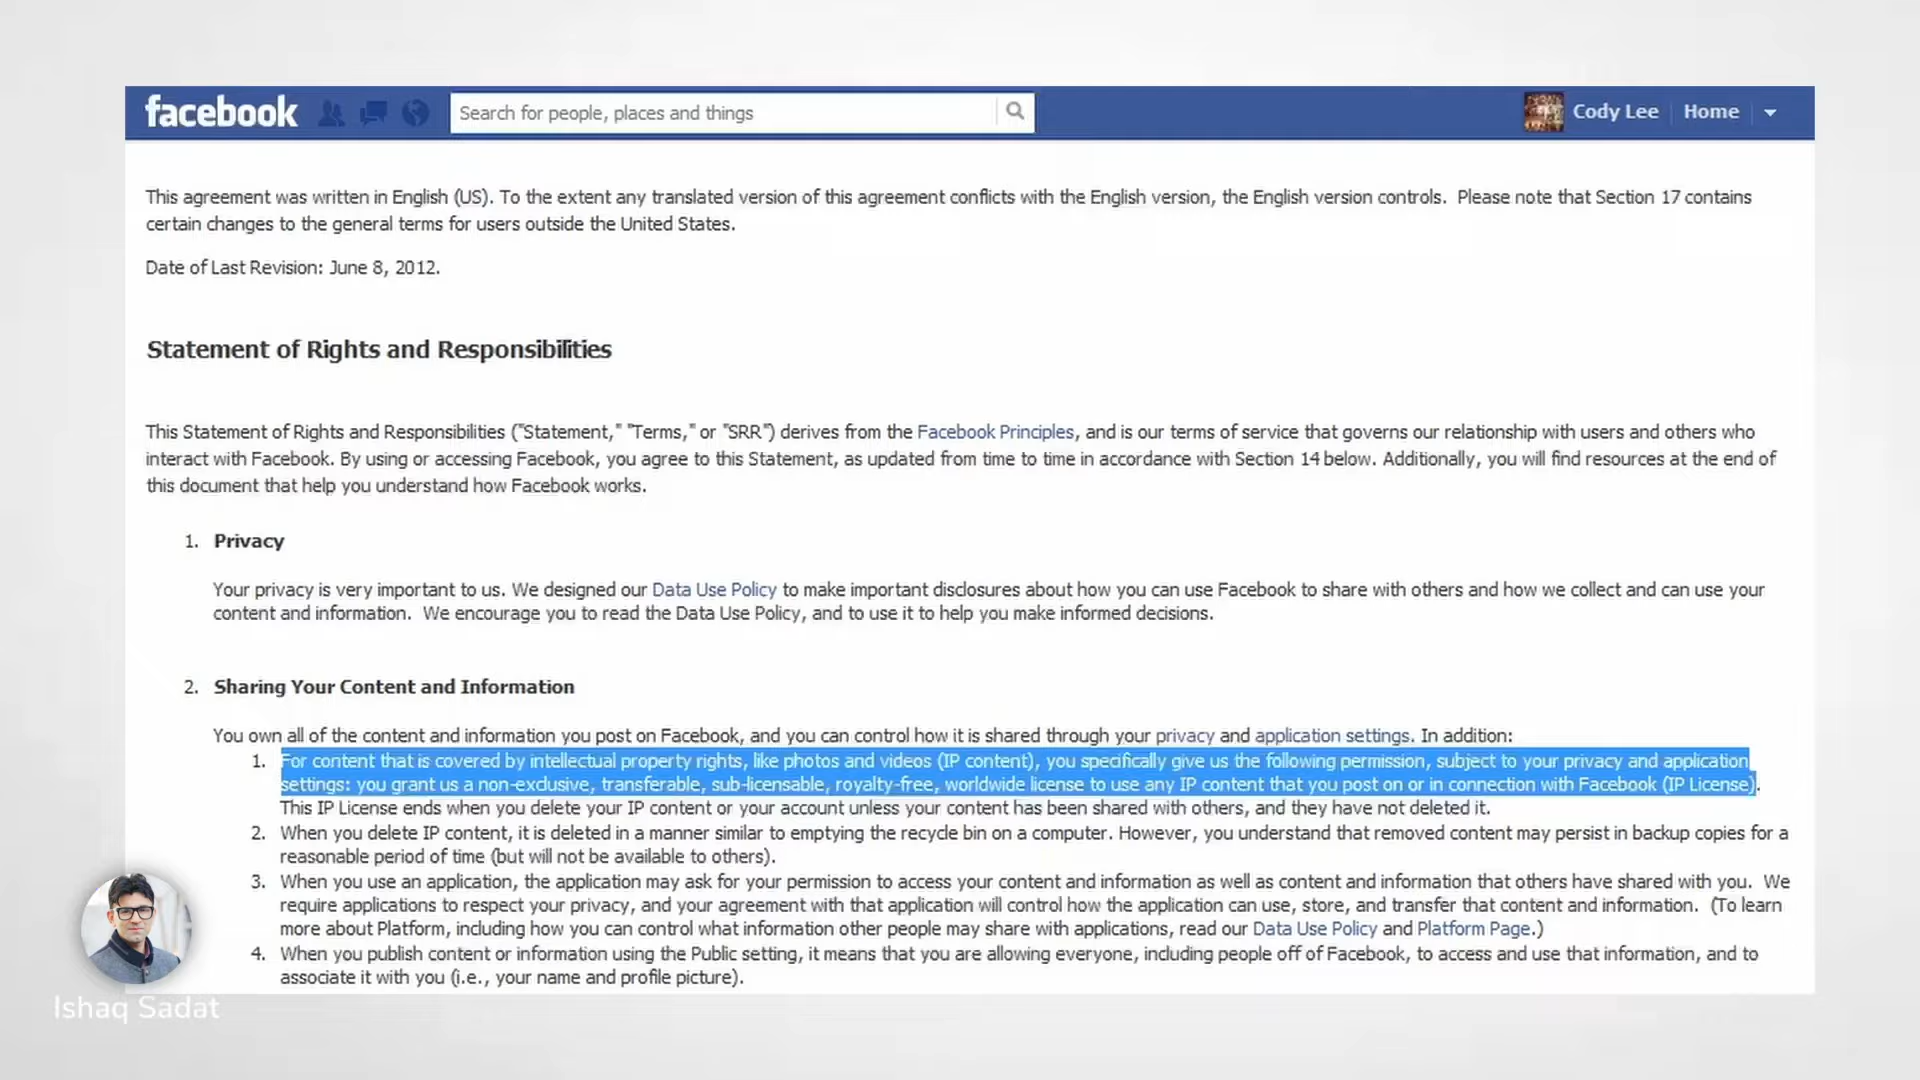 facebook
Search for people, places and things
Cody Lee
Home
This agreement was written in English (US). To the extent any translated version of this agreement conflicts with the English version, the English version controls.  Please note that Section 17 contains
certain changes to the general terms for users outside the United States.
Date of Last Revision: June 8, 2012.
Statement of Rights and Responsibilities
This Statement of Rights and Responsibilities ("Statement," "Terms," or "SRR") derives from the Facebook Principles, and is our terms of service that governs our relationship with users and others who
interact with Facebook. By using or accessing Facebook, you agree to this Statement, as updated from time to time in accordance with Section 14 below. Additionally, you will find resources at the end of
this document that help you understand how Facebook works.
1. Privacy
Your privacy is very important to us. We designed our Data Use Policy to make important disclosures about how you can use Facebook to share with others and how we collect and can use your
content and information.  We encourage you to read the Data Use Policy, and to use it to help you make informed decisions.
2. Sharing Your Content and Information
You own all of the content and information you post on Facebook, and you can control how it is shared through your privacy and application settings. In addition:
1. For content that is covered by intellectual property rights, like photos and videos (IP content), you specifically give us the following permission, subject to your privacy and application
settings: you grant us a non-exclusive, transferable, sub-licensable, royalty-free, worldwide license to use any IP content that you post on or in connection with Facebook (IP License).
This IP License ends when you delete your IP content or your account unless your content has been shared with others, and they have not deleted it.
2. When you delete IP content, it is deleted in a manner similar to emptying the recycle bin on a computer. However, you understand that removed content may persist in backup copies for a
reasonable period of time (but will not be available to others).
3. When you use an application, the application may ask for your permission to access your content and information as well as content and information that others have shared with you.  We
require applications to respect your privacy, and your agreement with that application will control how the application can use, store, and transfer that content and information.  (To learn
more about Platform, including how you can control what information other people may share with applications, read our Data Use Policy and Platform Page.)
4. When you publish content or information using the Public setting, it means that you are allowing everyone, including people off of Facebook, to access and use that information, and to
associate it with you (i.e., your name and profile picture).
Ishaq Sadat